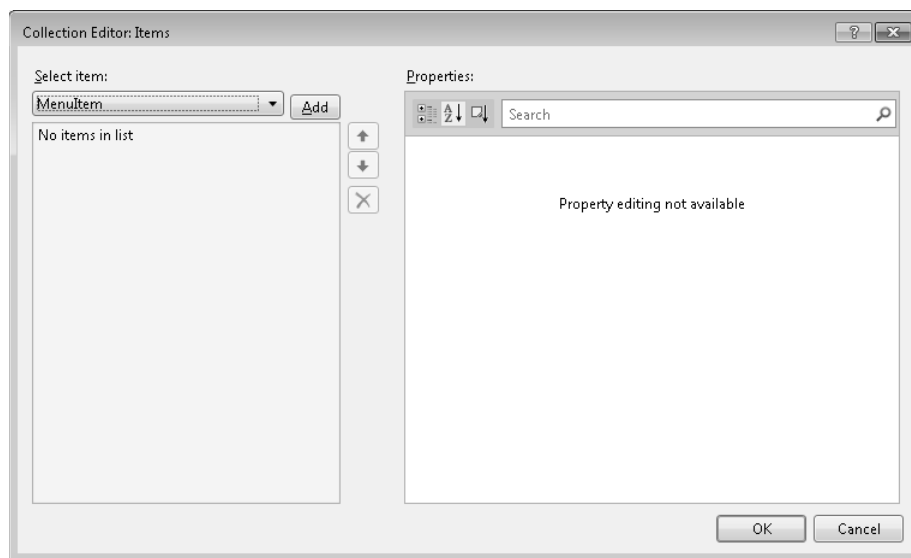 Collection Editor: Items
Select item:
MenuItem
Add
No items in list
Properties:
Search
Property editing not available
OK
Cancel